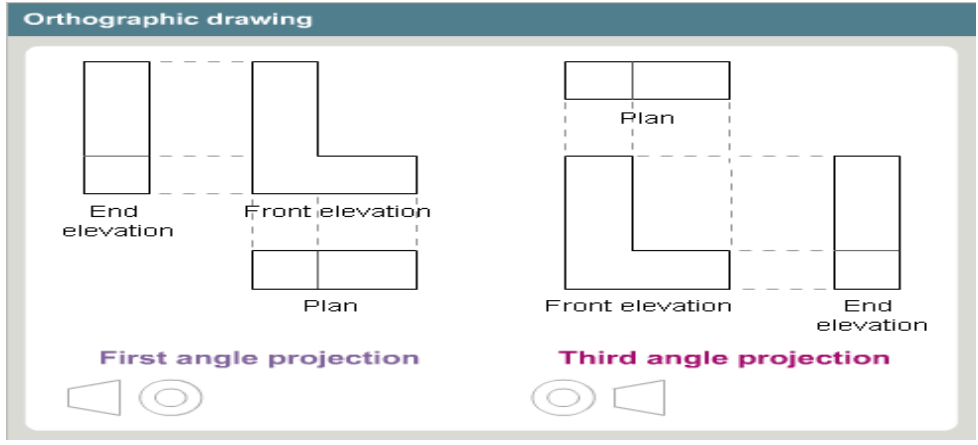 Orthographic drawing
End
elevation
Front elevation
Plan
First angle projection
Plan
Front elevation
End
elevation
Third angle projection